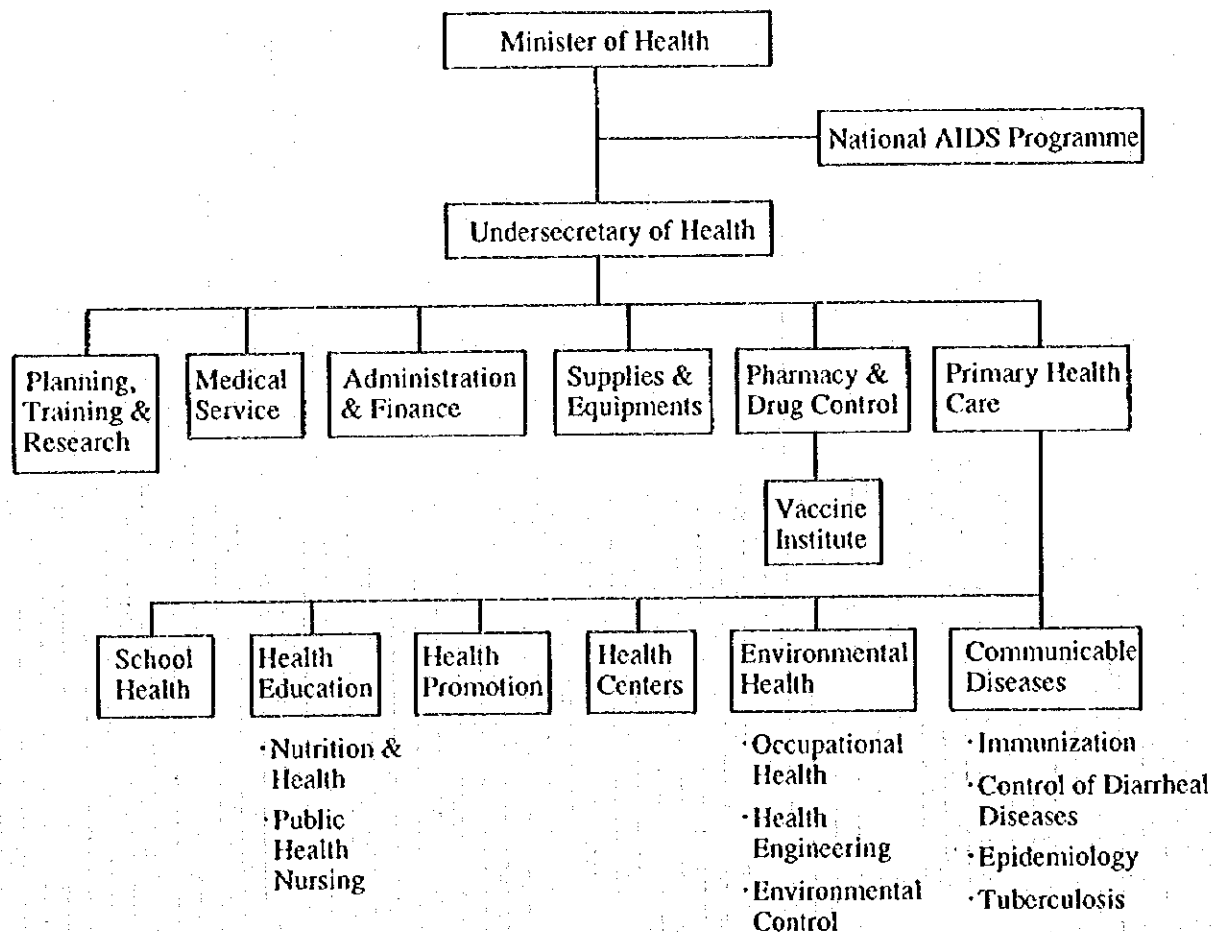 Minister of Health
National AIDS Programme
Undersecretary of Health
Planning,
Training &
Research
Medical
Service
Administration
& Finance
Supplies &
Equipments
Pharmacy &
Drug Control
Primary Health
Care
Vaccine
Institute
School
Health
Health
Education
Health
Promotion
Health
Centers
Environmental
Health
Communicable
Diseases
·Nutrition &
Health
·Public
Health
Nursing
·Occupational
Health
·Health
Engineering
·Environmental
Control
·Immunization
·Control of Diarrheal
Diseases
·Epidemiology
·Tuberculosis